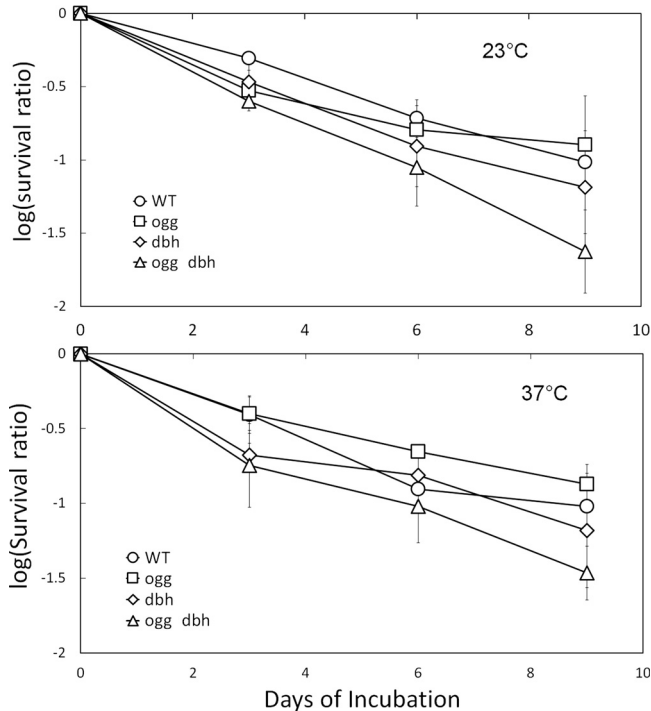 0
-0.5
-1
-1.5
-2
log(survival ratio)
23°C
WT
ogg
dbh
ogg dbh
0 2 4 6 8 10
0
-0.5
-1
-1.5
-2
log(Survival ratio)
37°C
WT
ogg
dbh
ogg dbh
0 2 4 6 8 10
Days of Incubation